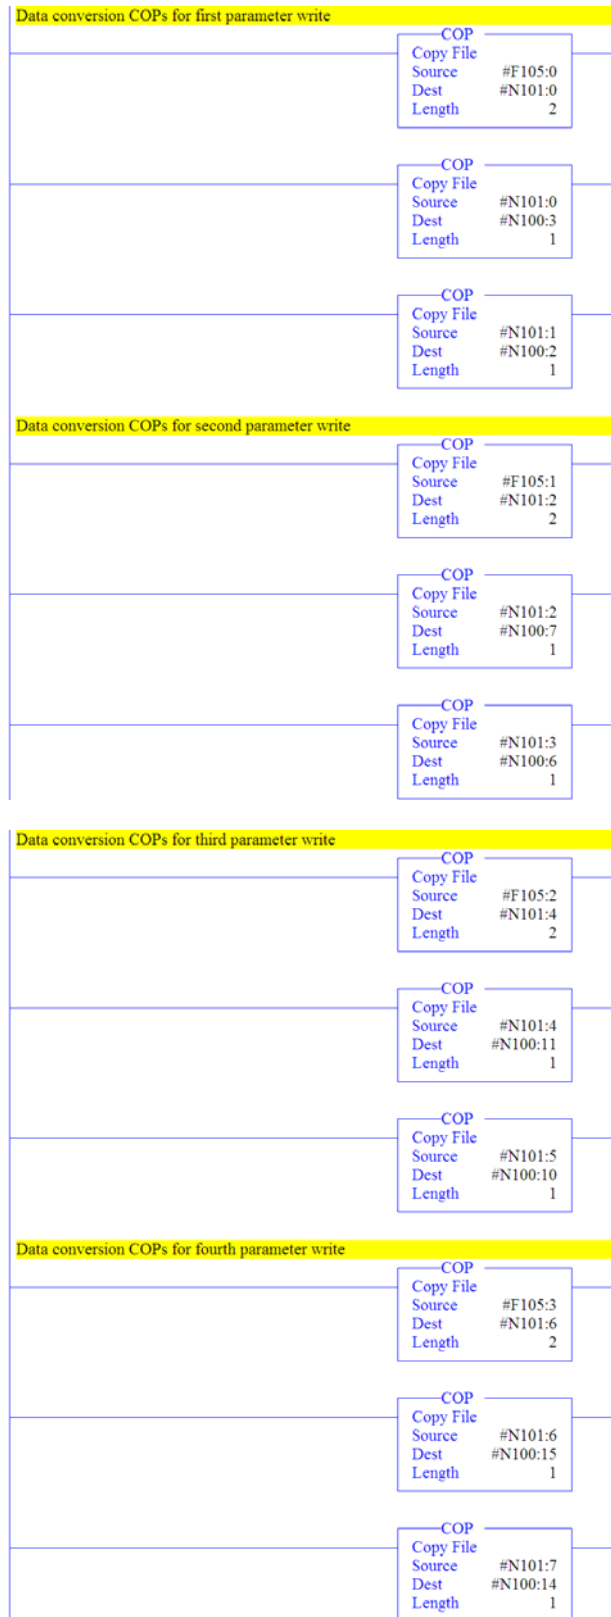 Data conversion COPs for first parameter write
COP
Copy File
Source #F105:0
Dest #N101:0
Length 2
COP
Copy File
Source #N101:0
Dest #N100:3
Length 1
COP
Copy File
Source #N101:1
Dest #N100:2
Length 1
Data conversion COPs for second parameter write
COP
Copy File
Source #F105:1
Dest #N101:2
Length 2
COP
Copy File
Source #N101:2
Dest #N100:7
Length 1
COP
Copy File
Source #N101:3
Dest #N100:6
Length 1
Data conversion COPs for third parameter write
COP
Copy File
Source #F105:2
Dest #N101:4
Length 2
COP
Copy File
Source #N101:4
Dest #N100:11
Length 1
COP
Copy File
Source #N101:5
Dest #N100:10
Length 1
Data conversion COPs for fourth parameter write
COP
Copy File
Source #F105:3
Dest #N101:6
Length 2
COP
Copy File
Source #N101:6
Dest #N100:15
Length 1
COP
Copy File
Source #N101:7
Dest #N100:14
Length 1